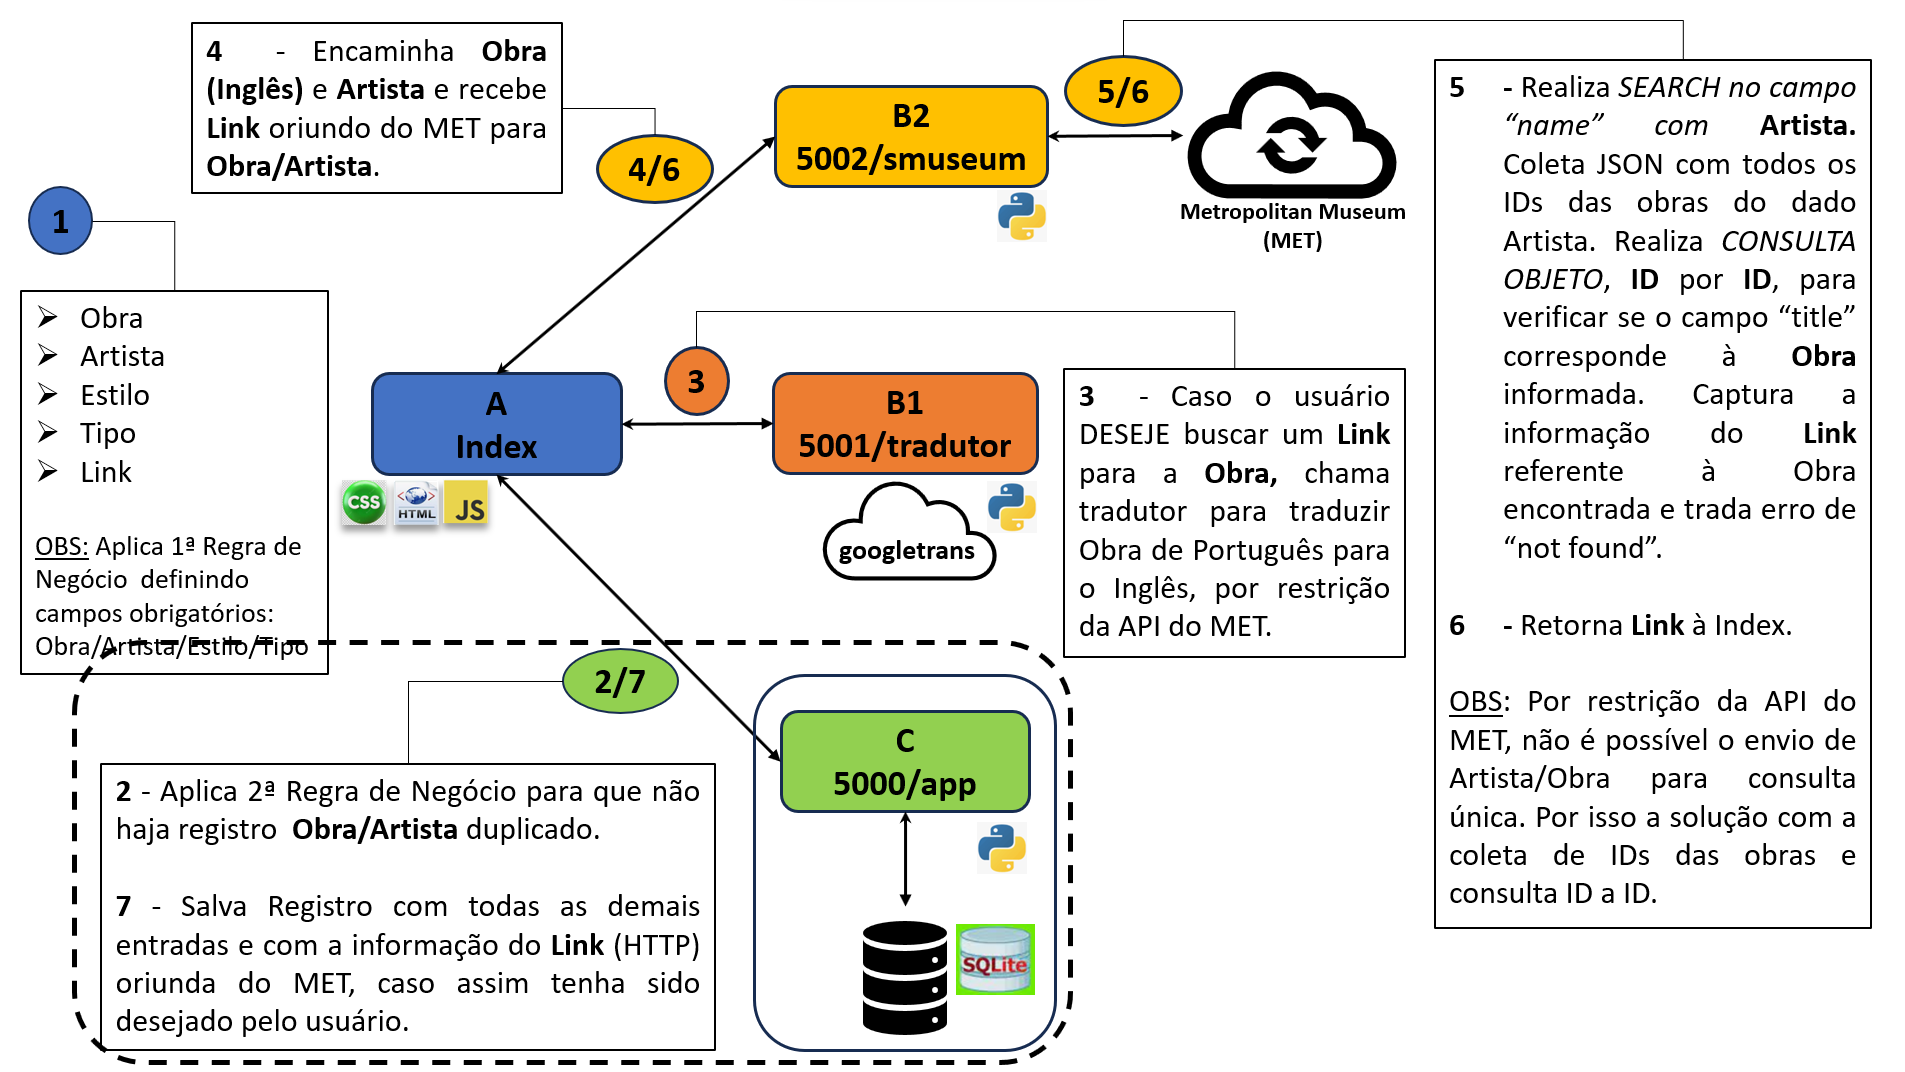 4 - Encaminha Obra
(Inglês) e Artista e recebe
Link oriundo do MET para
Obra/Artista.
4/6
B2
5002/smuseum
5/6
Metropolitan Museum
(MET)
1
Obra
Artista
Estilo
Tipo
Link
OBS: Aplica 1ª Regra de
Negócio definindo
campos obrigatórios:
Obra/Artista/Estilo/Tipo
A
Index
CSS
HTML
JS
3
B1
5001/tradutor
googletrans
3 - Caso o usuário
DESEJE buscar um Link
para a Obra, chama
tradutor para traduzir
Obra de Português para
o Inglês, por restrição
da API do MET.
5 - Realiza SEARCH no campo
“name” com Artista.
Coleta JSON com todos os
IDs das obras do dado
Artista. Realiza CONSULTA
OBJETO, ID por ID, para
verificar se o campo “title”
corresponde à Obra
informada. Captura a
informação do Link
referente à Obra
encontrada e trada erro de
“not found”.
6 - Retorna Link à Index.
OBS: Por restrição da API do
MET, não é possível o envio de
Artista/Obra para consulta
única. Por isso a solução com a
coleta de IDs das obras e
consulta ID a ID.
2/7
2 - Aplica 2ª Regra de Negócio para que não
haja registro Obra/Artista duplicado.
7 - Salva Registro com todas as demais
entradas e com a informação do Link (HTTP)
oriunda do MET, caso assim tenha sido
desejado pelo usuário.
C
5000/app
SQLite